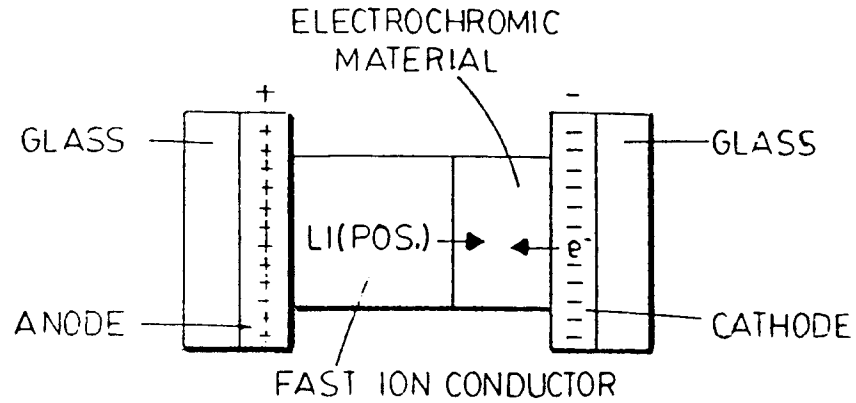 ELECTROCHROMIC
MATERIAL
+ −
GLASS GLASS
LI(POS.) e⁻
ANODE CATHODE
FAST ION CONDUCTOR